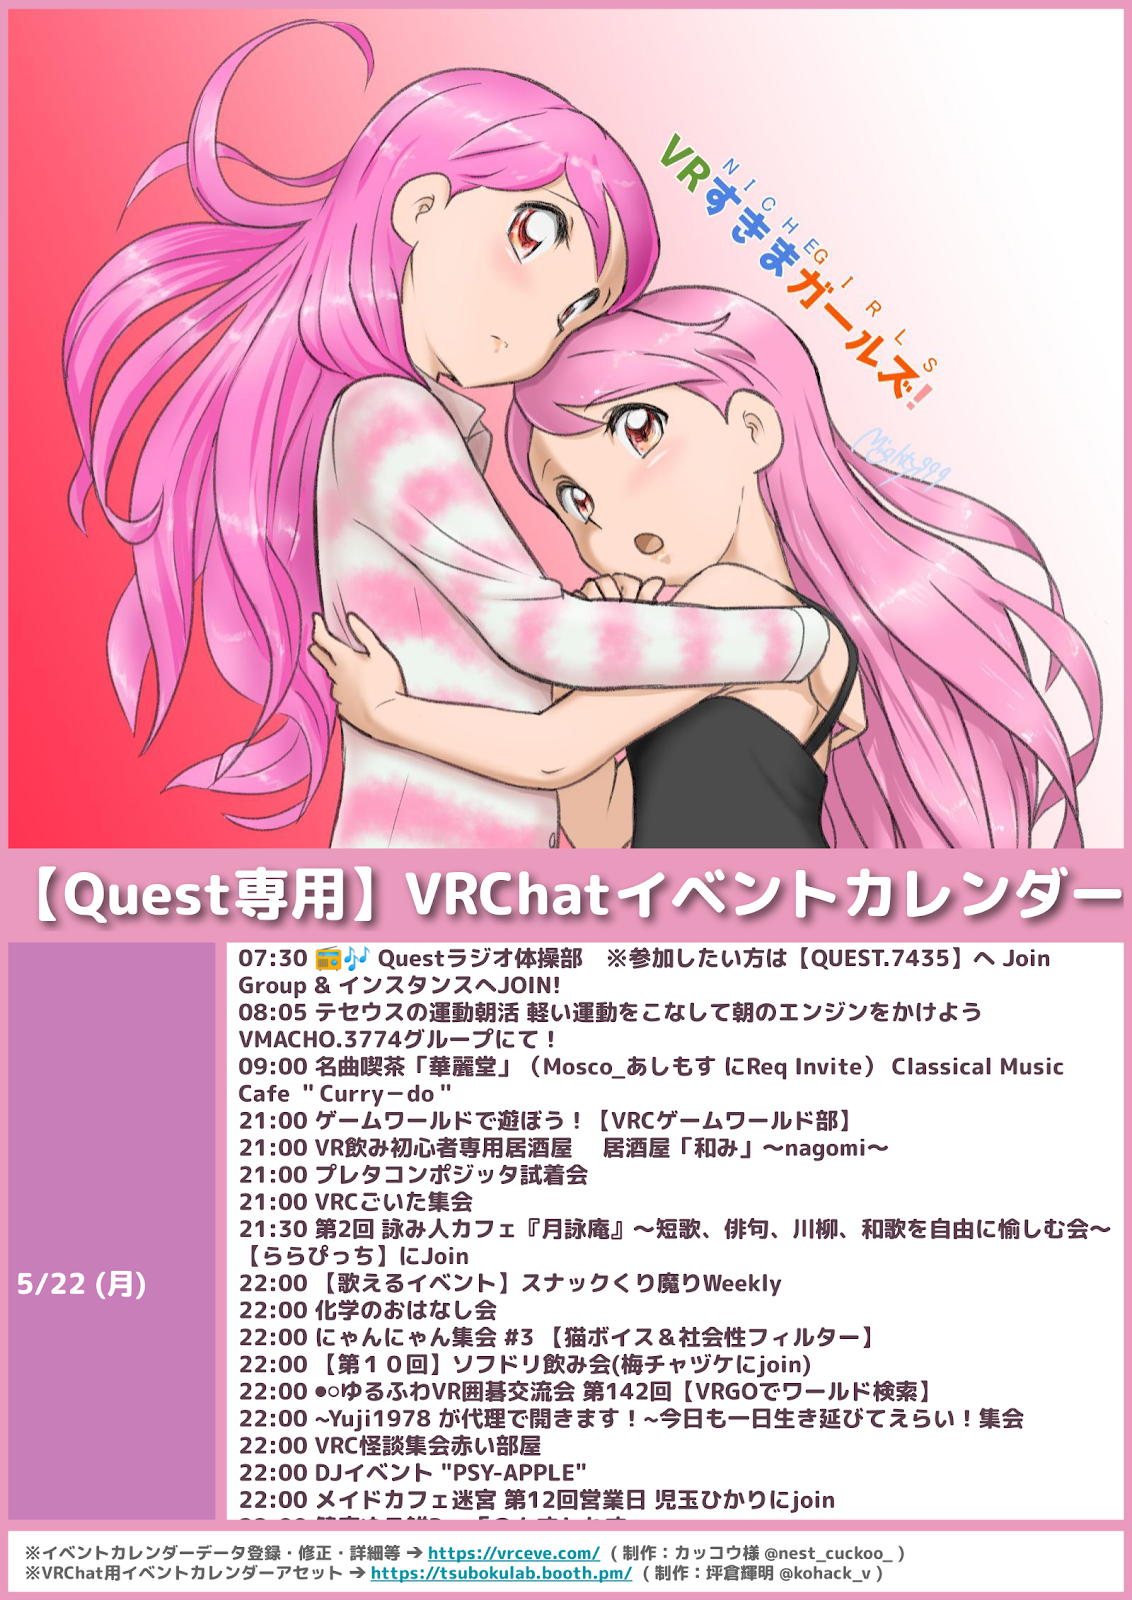 VRすきまガールズ!
NICHEGIRLS
Mighty999
【Quest専用】VRChatイベントカレンダー
5/22 (月)
07:30 📻🎶 Questラジオ体操部　※参加したい方は【QUEST.7435】へ Join
Group & インスタンスへJOIN!
08:05 テセウスの運動朝活 軽い運動をこなして朝のエンジンをかけよう
VMACHO.3774グループにて！
09:00 名曲喫茶「華麗堂」（Mosco_あしもす にReq Invite） Classical Music
Cafe ＂Curry－do＂
21:00 ゲームワールドで遊ぼう！【VRCゲームワールド部】
21:00 VR飲み初心者専用居酒屋　 居酒屋「和み」〜nagomi〜
21:00 プレタコンポジッタ試着会
21:00 VRCごいた集会
21:30 第2回 詠み人カフェ『月詠庵』〜短歌、俳句、川柳、和歌を自由に愉しむ会〜
【ららぴっち】にJoin
22:00 【歌えるイベント】スナックくり魔りWeekly
22:00 化学のおはなし会
22:00 にゃんにゃん集会 #3 【猫ボイス＆社会性フィルター】
22:00 【第１０回】ソフドリ飲み会(梅チャヅケにjoin)
22:00 ●○ゆるふわVR囲碁交流会 第142回【VRGOでワールド検索】
22:00 ~Yuji1978 が代理で開きます！~今日も一日生き延びてえらい！集会
22:00 VRC怪談集会赤い部屋
22:00 DJイベント "PSY-APPLE"
22:00 メイドカフェ迷宮 第12回営業日 児玉ひかりにjoin
※イベントカレンダーデータ登録・修正・詳細等 ➔ https://vrceve.com/ ( 制作：カッコウ様 @nest_cuckoo_ )
※VRChat用イベントカレンダーアセット ➔ https://tsubokulab.booth.pm/ ( 制作：坪倉輝明 @kohack_v )